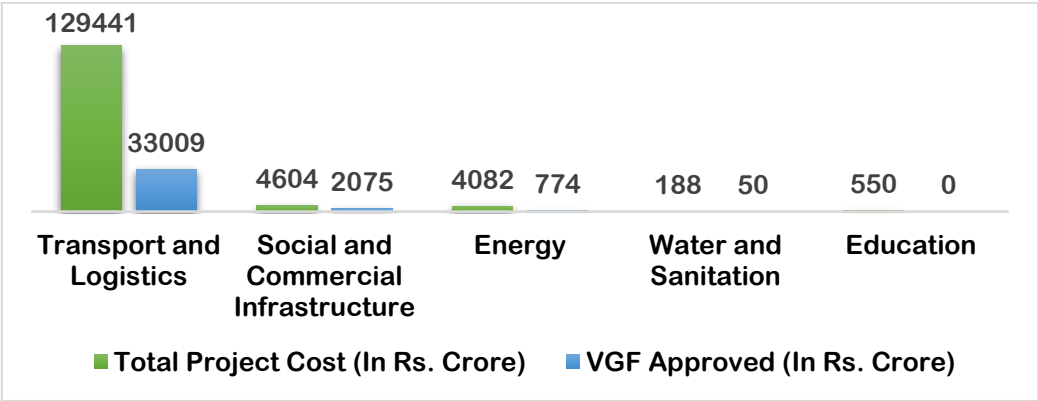 129441
33009
4604 2075
4082 774
188 50
550 0
Transport and
Logistics
Social and
Commercial
Infrastructure
Energy
Water and
Sanitation
Education
Total Project Cost (In Rs. Crore)
VGF Approved (In Rs. Crore)